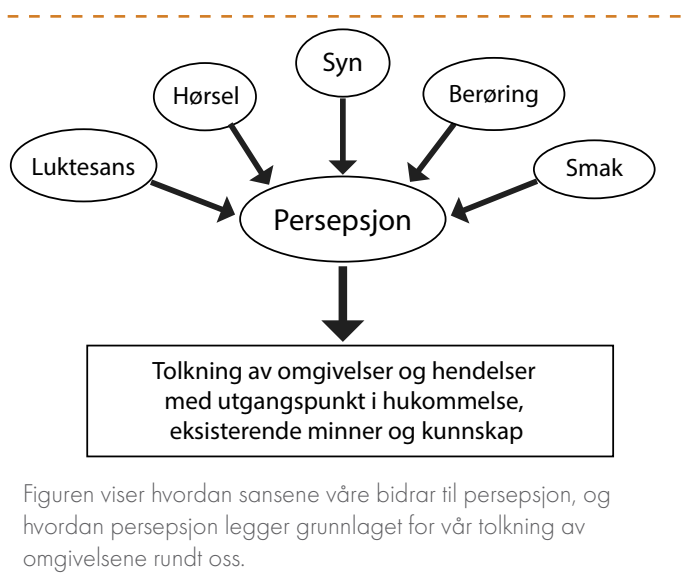 Syn
Hørsel
Berøring
Luktesans
Smak
Persepsjon
Tolkning av omgivelser og hendelser
med utgangspunkt i hukommelse,
eksisterende minner og kunnskap
Figuren viser hvordan sansene våre bidrar til persepsjon, og
hvordan persepsjon legger grunnlaget for vår tolkning av
omgivelsene rundt oss.